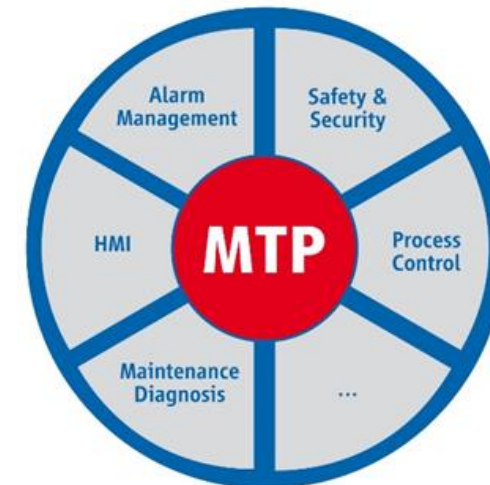 Alarm
Management
Safety &
Security
HMI
MTP
Process
Control
Maintenance
Diagnosis
...